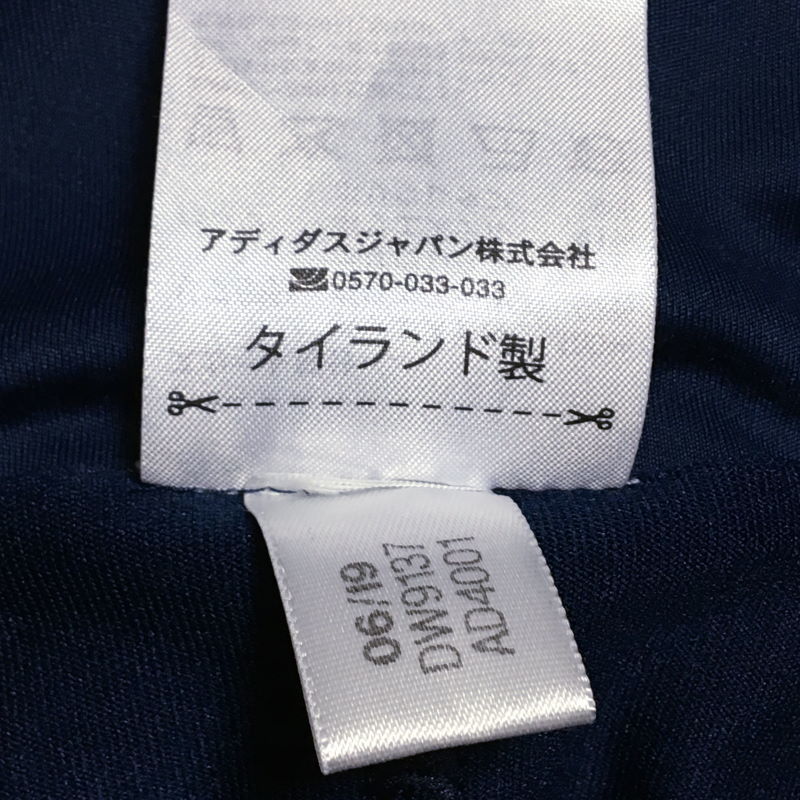 アディダスジャパン株式会社
0570-033-033
タイランド製
06/19
DW9137
AD4001